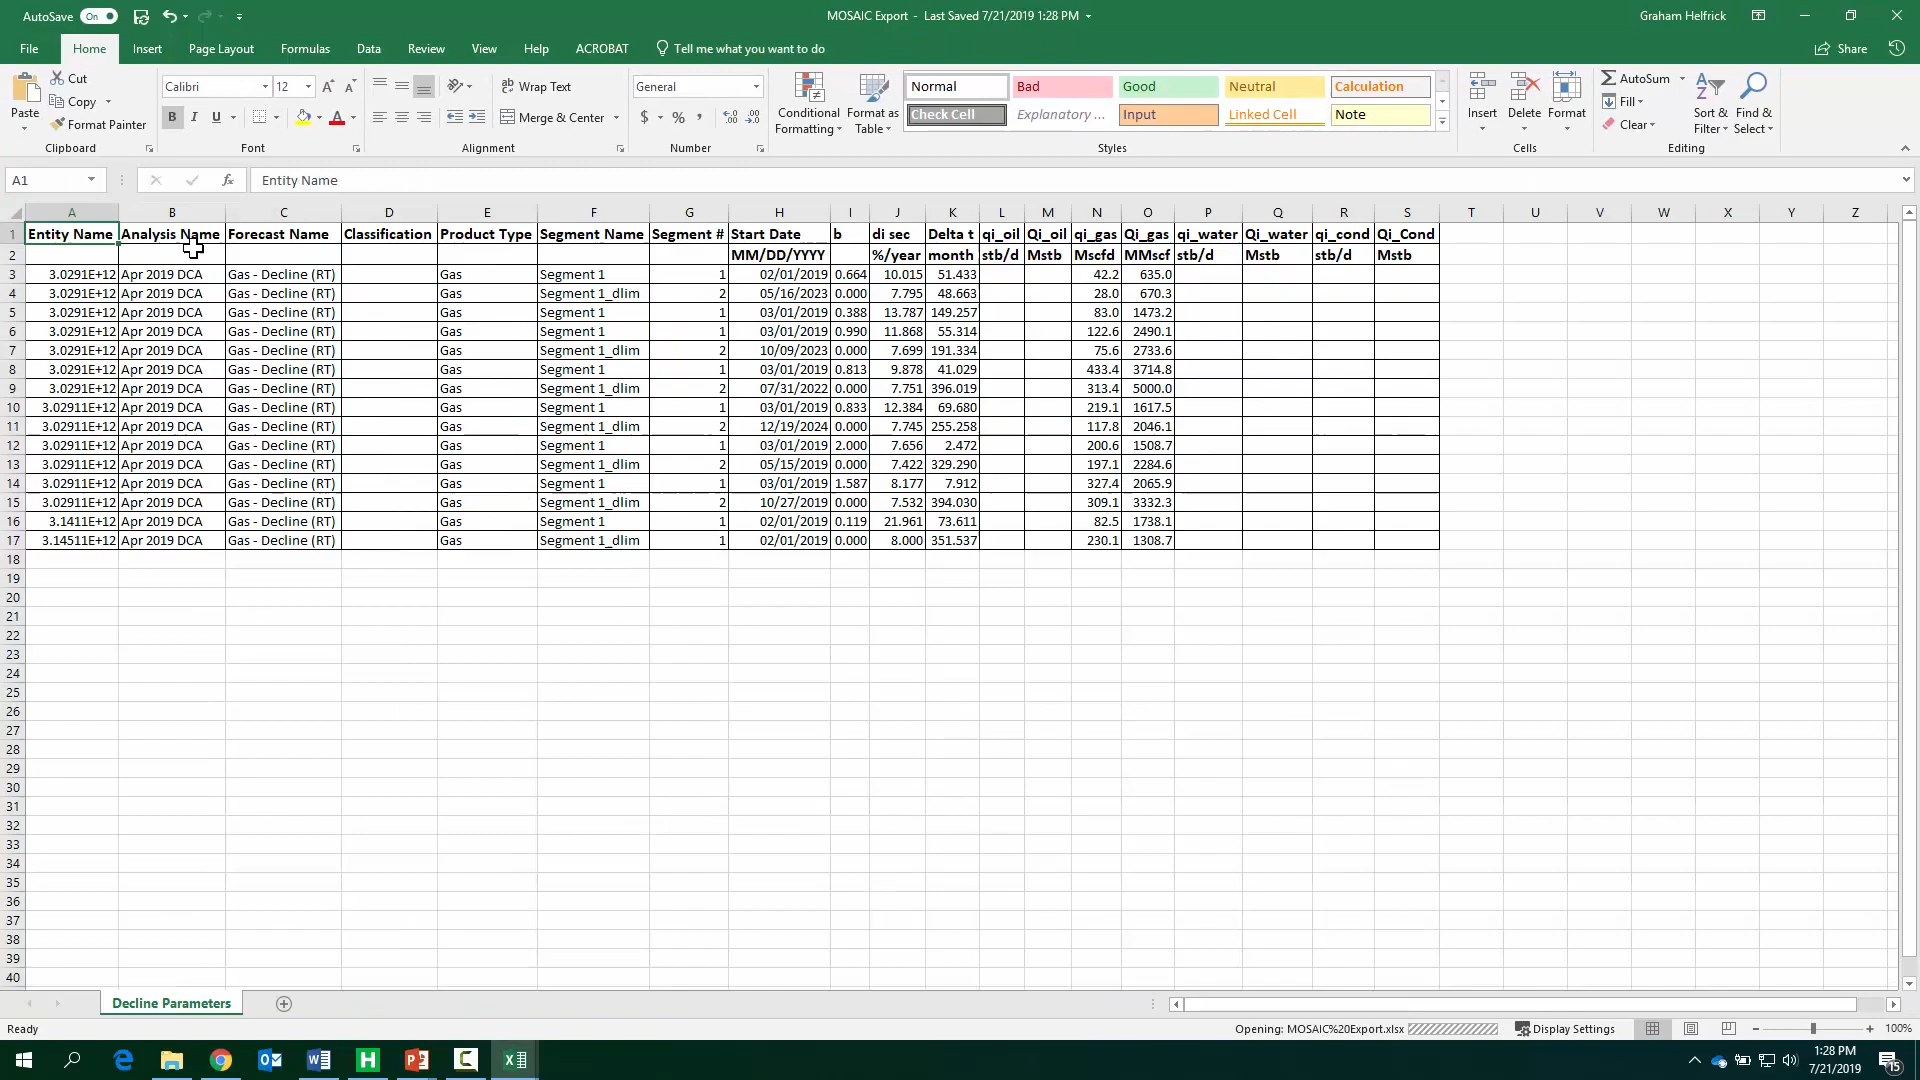 AutoSave On MOSAIC Export - Last Saved 7/21/2019 1:28 PM Graham Helfrick
File Home Insert Page Layout Formulas Data Review View Help ACROBAT Tell me what you want to do Share
Paste Cut Copy Format Painter
Calibri 12 A A
B I U A
Wrap Text
Merge & Center
General
$ % ,
Conditional Formatting Format as Table
Normal Bad Good Neutral Calculation
Check Cell Explanatory ... Input Linked Cell Note
Insert Delete Format
AutoSum Fill Clear
Sort & Filter Find & Select
Clipboard Font Alignment Number Styles Cells Editing
A1 fx Entity Name
A B C D E F G H I J K L M N O P Q R S T U V W X Y Z
1 Entity Name Analysis Name Forecast Name Classification Product Type Segment Name Segment # Start Date b di sec Delta t qi_oil Qi_oil qi_gas Qi_gas qi_water Qi_water qi_cond Qi_Cond
2 MM/DD/YYYY %/year month stb/d Mstb Mscfd MMscf stb/d Mstb stb/d Mstb
3 3.0291E+12 Apr 2019 DCA Gas - Decline (RT) Gas Segment 1 1 02/01/2019 0.664 10.015 51.433 42.2 635.0
4 3.0291E+12 Apr 2019 DCA Gas - Decline (RT) Gas Segment 1_dlim 2 05/16/2023 0.000 7.795 48.663 28.0 670.3
5 3.0291E+12 Apr 2019 DCA Gas - Decline (RT) Gas Segment 1 1 03/01/2019 0.388 13.787 149.257 83.0 1473.2
6 3.0291E+12 Apr 2019 DCA Gas - Decline (RT) Gas Segment 1 1 03/01/2019 0.990 11.868 55.314 122.6 2490.1
7 3.0291E+12 Apr 2019 DCA Gas - Decline (RT) Gas Segment 1_dlim 2 10/09/2023 0.000 7.699 191.334 75.6 2733.6
8 3.0291E+12 Apr 2019 DCA Gas - Decline (RT) Gas Segment 1 1 03/01/2019 0.813 9.878 41.029 433.4 3714.8
9 3.0291E+12 Apr 2019 DCA Gas - Decline (RT) Gas Segment 1_dlim 2 07/31/2022 0.000 7.751 396.019 313.4 5000.0
10 3.02911E+12 Apr 2019 DCA Gas - Decline (RT) Gas Segment 1 1 03/01/2019 0.833 12.384 69.680 219.1 1617.5
11 3.02911E+12 Apr 2019 DCA Gas - Decline (RT) Gas Segment 1_dlim 2 12/19/2024 0.000 7.745 255.258 117.8 2046.1
12 3.02911E+12 Apr 2019 DCA Gas - Decline (RT) Gas Segment 1 1 03/01/2019 2.000 7.656 2.472 200.6 1508.7
13 3.02911E+12 Apr 2019 DCA Gas - Decline (RT) Gas Segment 1_dlim 2 05/15/2019 0.000 7.422 329.290 197.1 2284.6
14 3.02911E+12 Apr 2019 DCA Gas - Decline (RT) Gas Segment 1 1 03/01/2019 1.587 8.177 7.912 327.4 2065.9
15 3.02911E+12 Apr 2019 DCA Gas - Decline (RT) Gas Segment 1_dlim 2 10/27/2019 0.000 7.532 394.030 309.1 3332.3
16 3.1411E+12 Apr 2019 DCA Gas - Decline (RT) Gas Segment 1 1 02/01/2019 0.119 21.961 73.611 82.5 1738.1
17 3.14511E+12 Apr 2019 DCA Gas - Decline (RT) Gas Segment 1_dlim 1 02/01/2019 0.000 8.000 351.537 230.1 1308.7
18
19
20
21
22
23
24
25
26
27
28
29
30
31
32
33
34
35
36
37
38
39
40
Decline Parameters
Ready Opening: MOSAIC%20Export.xlsx Display Settings 100%
1:28 PM
7/21/2019
15